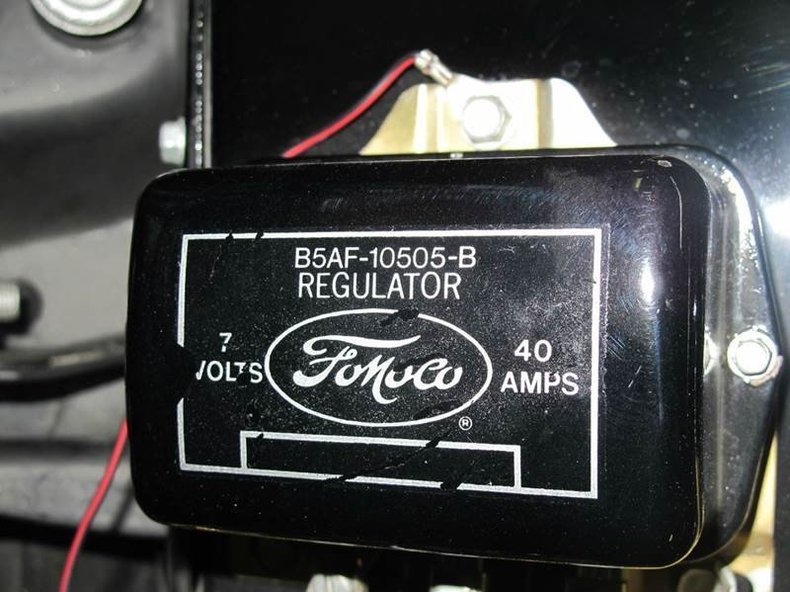 B5AF-10505-B
REGULATOR
7 VOLTS
FoMoCo
®
40 AMPS